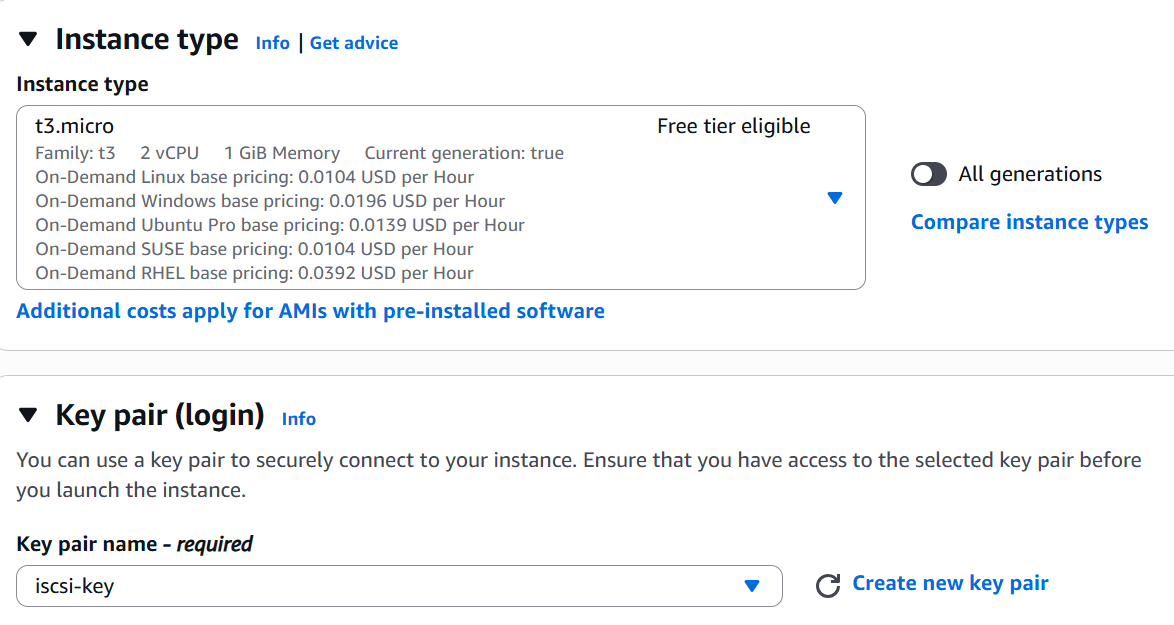 Instance type Info | Get advice
Instance type
t3.micro Free tier eligible
Family: t3 2 vCPU 1 GiB Memory Current generation: true
On-Demand Linux base pricing: 0.0104 USD per Hour
On-Demand Windows base pricing: 0.0196 USD per Hour
On-Demand Ubuntu Pro base pricing: 0.0139 USD per Hour
On-Demand SUSE base pricing: 0.0104 USD per Hour
On-Demand RHEL base pricing: 0.0392 USD per Hour
All generations
Compare instance types
Additional costs apply for AMIs with pre-installed software
Key pair (login) Info
You can use a key pair to securely connect to your instance. Ensure that you have access to the selected key pair before
you launch the instance.
Key pair name - required
iscsi-key
Create new key pair